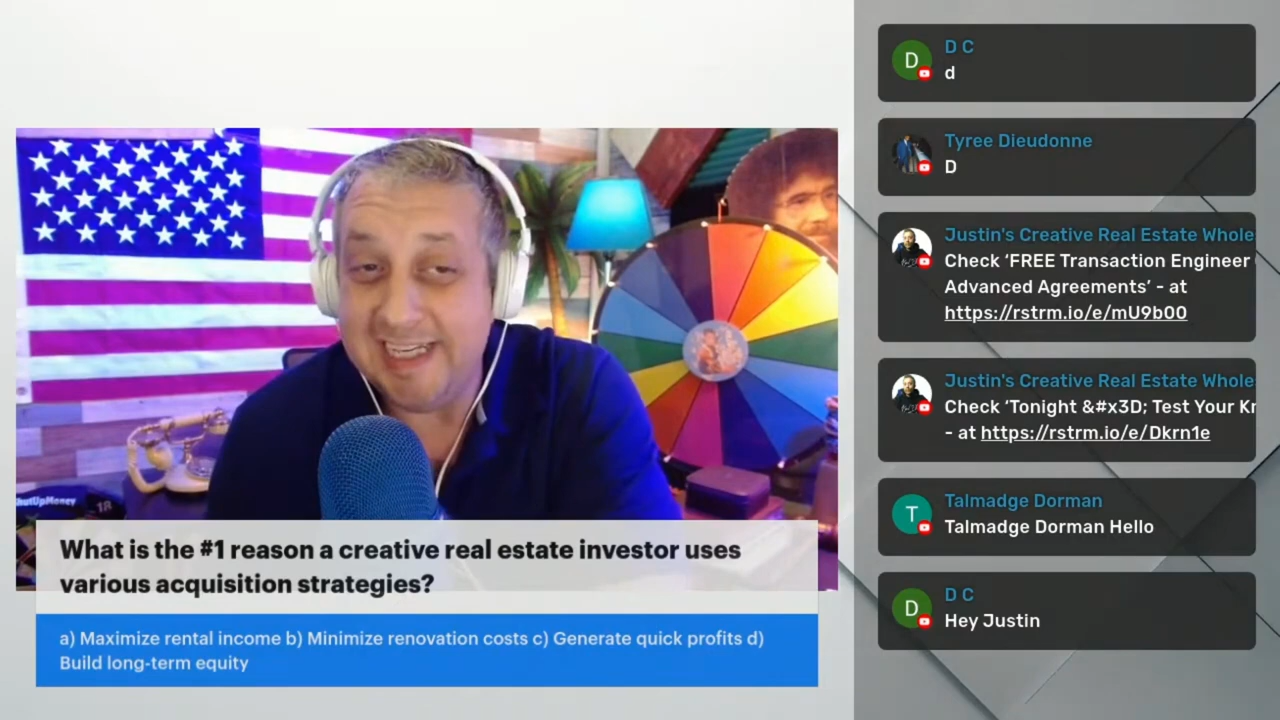 ShutUpMoney
18
What is the #1 reason a creative real estate investor uses
various acquisition strategies?
a) Maximize rental income b) Minimize renovation costs c) Generate quick profits d)
Build long-term equity
D
D C
d
Tyree Dieudonne
D
Justin's Creative Real Estate Whole
Check ‘FREE Transaction Engineer
Advanced Agreements’ - at
https://rstrm.io/e/mU9b00
Justin's Creative Real Estate Whole
Check ‘Tonight &#x3D; Test Your Kr
- at https://rstrm.io/e/Dkrn1e
T
Talmadge Dorman
Talmadge Dorman Hello
D
D C
Hey Justin